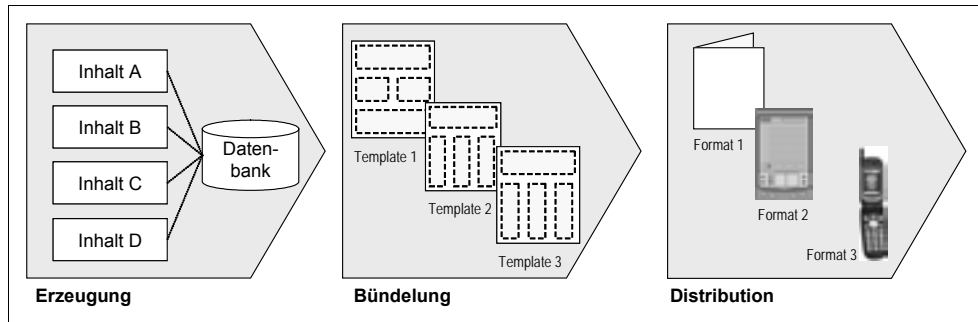 Inhalt A
Inhalt B
Inhalt C
Inhalt D
Daten-
bank
Erzeugung
Template 1
Template 2
Template 3
Bündelung
Format 1
Format 2
Format 3
Distribution